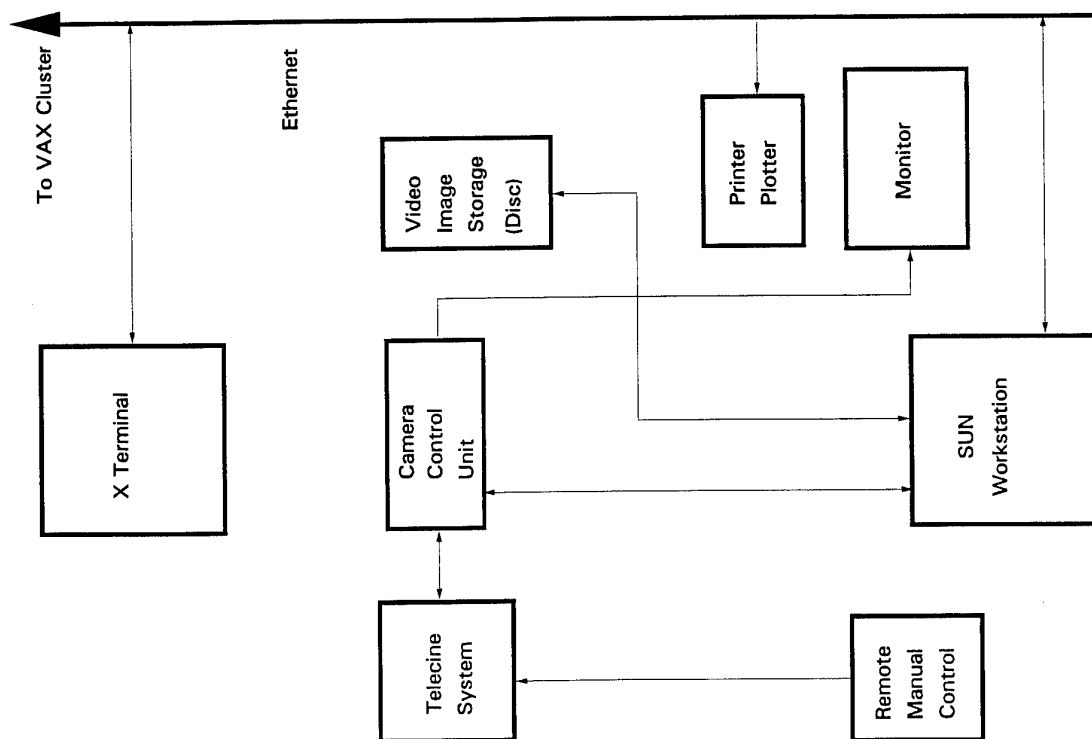 To VAX Cluster
Ethernet
X Terminal
Video
Image
Storage
(Disc)
Printer
Plotter
Monitor
Camera
Control
Unit
SUN
Workstation
Telecine
System
Remote
Manual
Control